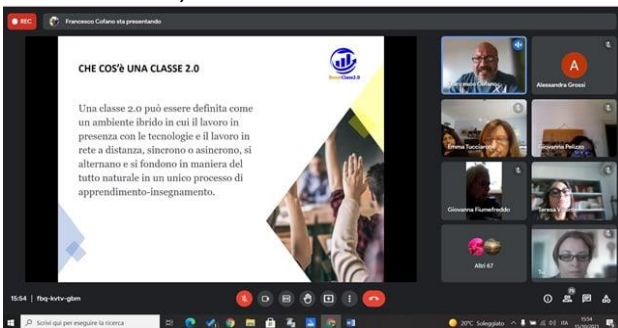 REC
Francesco Cofano sta presentando
CHE COS'è UNA CLASSE 2.0
Una classe 2.0 può essere definita come
un ambiente ibrido in cui il lavoro in
presenza con le tecnologie e il lavoro in
rete a distanza, sincrono o asincrono, si
alternano e si fondono in maniera del
tutto naturale in un unico processo di
apprendimento-insegnamento.
A
Alessandra Grossi
Emma Tucciarone
Giovanna Pelizzo
Giovanna Fiumefreddo
Altri 67
15:54 | fbq-kvtv-gbm
Scrivi qui per eseguire la ricerca
20°C Soleggiato
ITA
15:54
15/10/2021